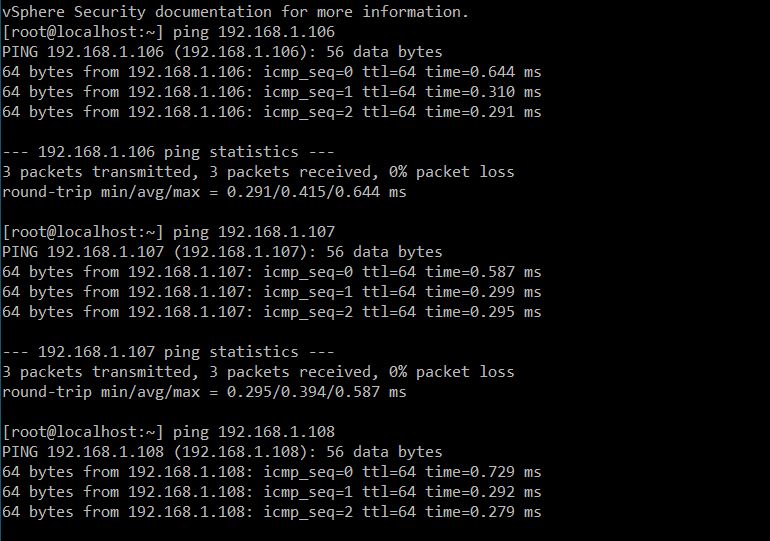 vSphere Security documentation for more information.
[root@localhost:~] ping 192.168.1.106
PING 192.168.1.106 (192.168.1.106): 56 data bytes
64 bytes from 192.168.1.106: icmp_seq=0 ttl=64 time=0.644 ms
64 bytes from 192.168.1.106: icmp_seq=1 ttl=64 time=0.310 ms
64 bytes from 192.168.1.106: icmp_seq=2 ttl=64 time=0.291 ms

--- 192.168.1.106 ping statistics ---
3 packets transmitted, 3 packets received, 0% packet loss
round-trip min/avg/max = 0.291/0.415/0.644 ms

[root@localhost:~] ping 192.168.1.107
PING 192.168.1.107 (192.168.1.107): 56 data bytes
64 bytes from 192.168.1.107: icmp_seq=0 ttl=64 time=0.587 ms
64 bytes from 192.168.1.107: icmp_seq=1 ttl=64 time=0.299 ms
64 bytes from 192.168.1.107: icmp_seq=2 ttl=64 time=0.295 ms

--- 192.168.1.107 ping statistics ---
3 packets transmitted, 3 packets received, 0% packet loss
round-trip min/avg/max = 0.295/0.394/0.587 ms

[root@localhost:~] ping 192.168.1.108
PING 192.168.1.108 (192.168.1.108): 56 data bytes
64 bytes from 192.168.1.108: icmp_seq=0 ttl=64 time=0.729 ms
64 bytes from 192.168.1.108: icmp_seq=1 ttl=64 time=0.292 ms
64 bytes from 192.168.1.108: icmp_seq=2 ttl=64 time=0.279 ms